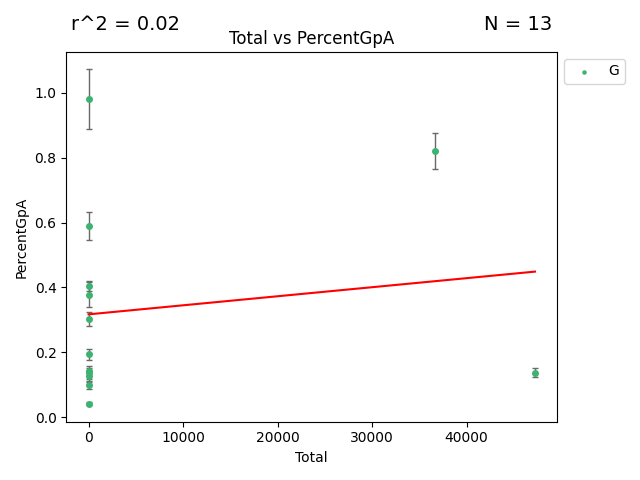 r^2 = 0.02
N = 13
Total vs PercentGpA
G
PercentGpA
1.0
0.8
0.6
0.4
0.2
0.0
0 10000 20000 30000 40000
Total